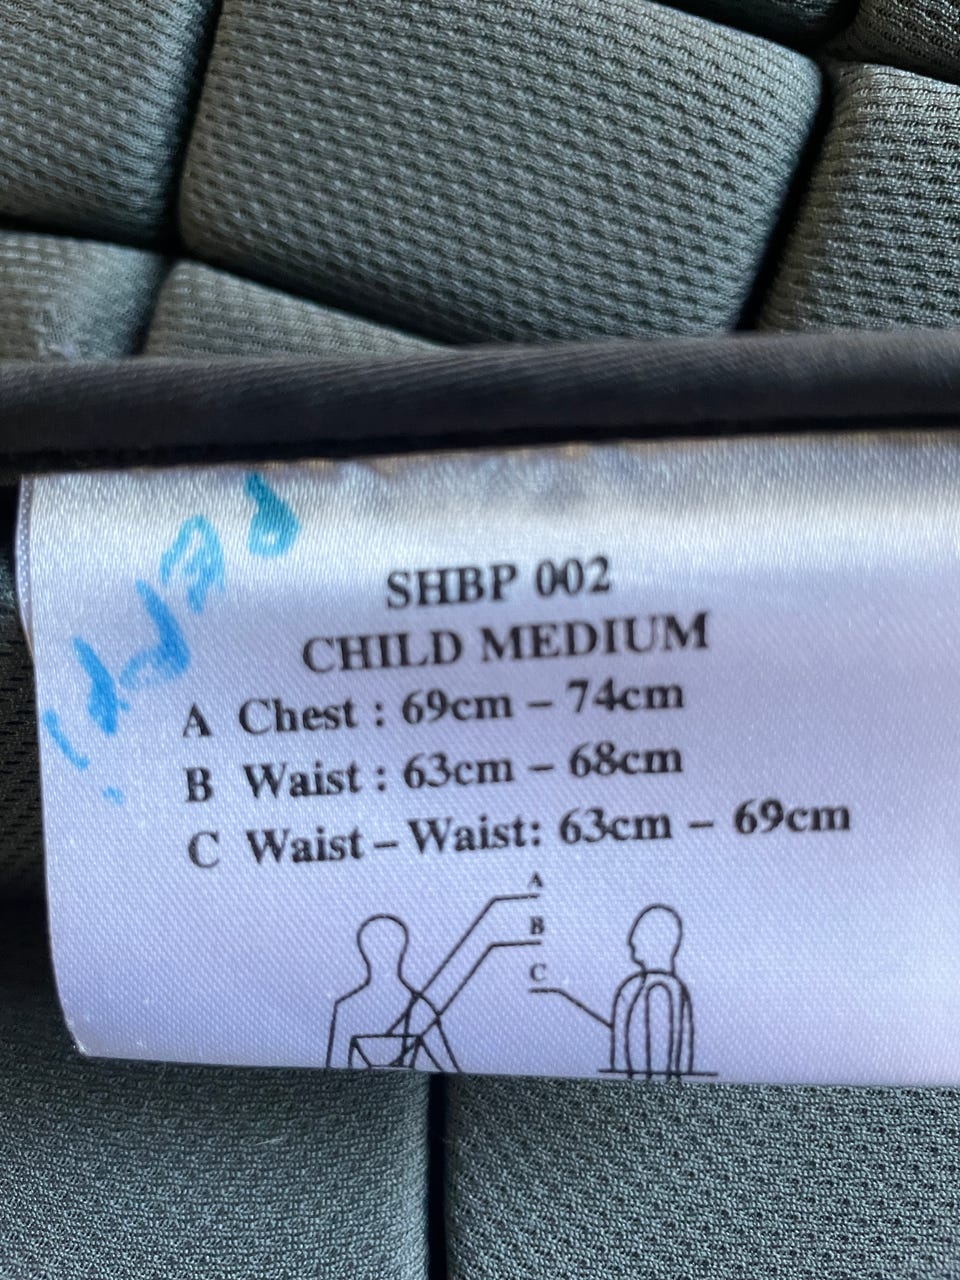 SHBP 002
CHILD MEDIUM
A Chest : 69cm – 74cm
B Waist : 63cm – 68cm
C Waist – Waist: 63cm – 69cm
A
B
C